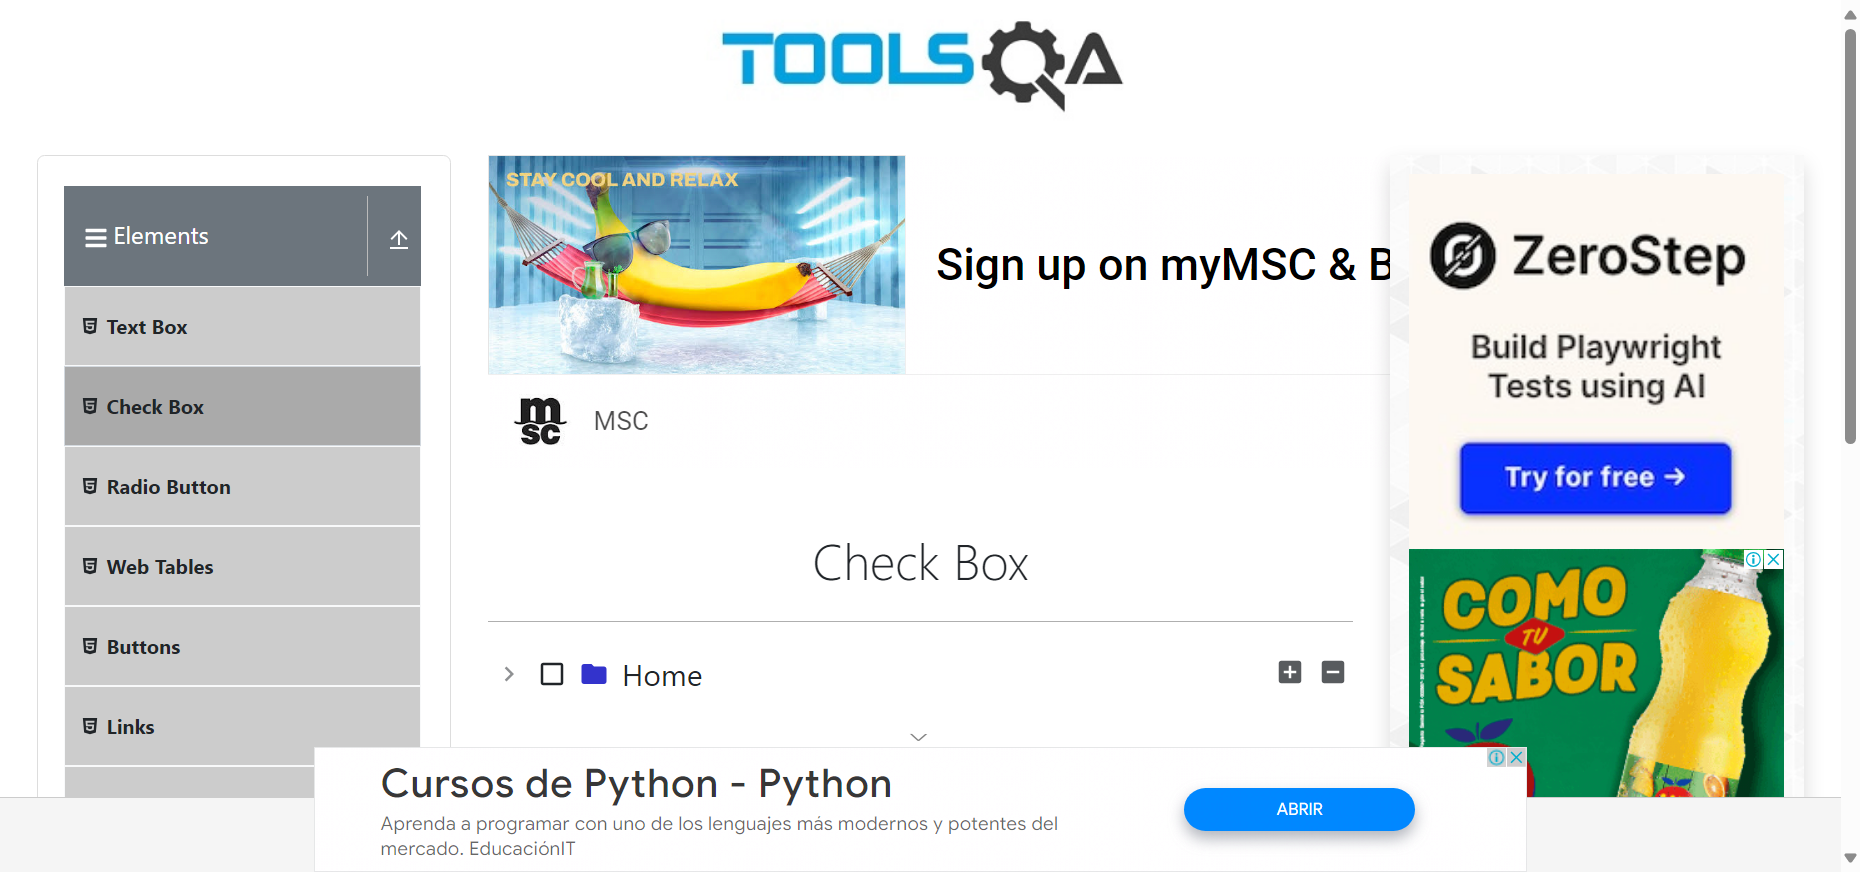 TOOLSQA
Elements
Text Box
Check Box
Radio Button
Web Tables
Buttons
Links
STAY COOL AND RELAX
Sign up on myMSC & B
msc
MSC
Check Box
Home
ZeroStep
Build Playwright
Tests using AI
Try for free →
COMO
TU
SABOR
Cursos de Python - Python
Aprenda a programar con uno de los lenguajes más modernos y potentes del
mercado. EducaciónIT
ABRIR